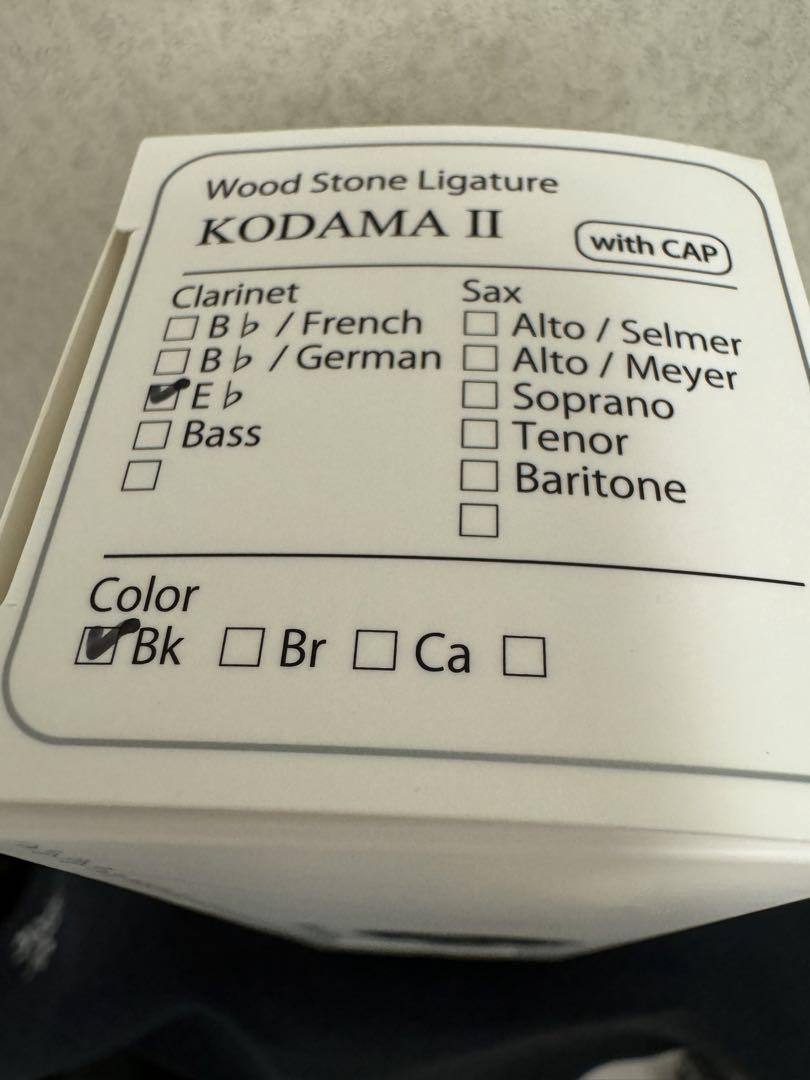 Wood Stone Ligature
KODAMA II
with CAP
Clarinet
B♭ / French
B♭ / German
E♭
Bass
Sax
Alto / Selmer
Alto / Meyer
Soprano
Tenor
Baritone
Color
Bk Br Ca